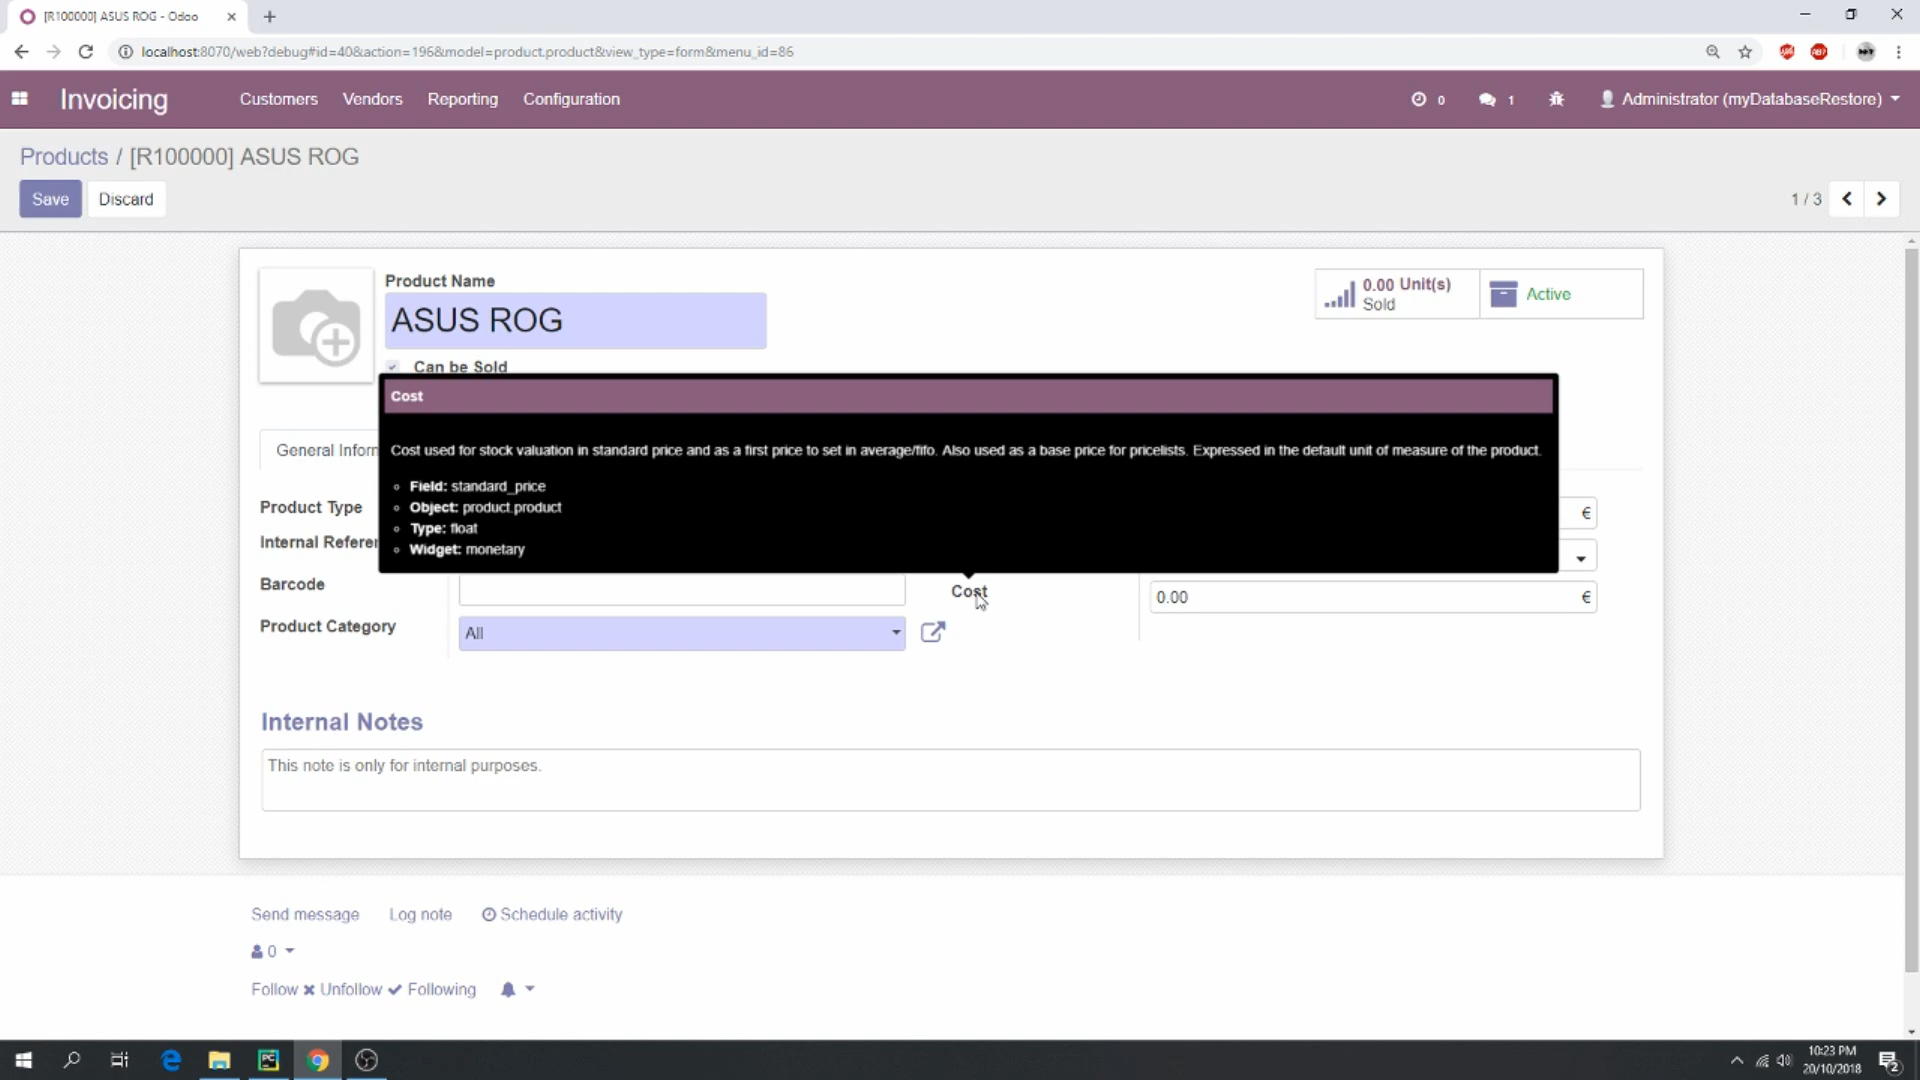 [R100000] ASUS ROG - Odoo
localhost:8070/web?debug#id=40&action=196&model=product.product&view_type=form&menu_id=86
Invoicing Customers Vendors Reporting Configuration 0 1 Administrator (myDatabaseRestore)
Products / [R100000] ASUS ROG
Save Discard 1 / 3
Product Name
ASUS ROG
0.00 Unit(s)
Sold
Active
Can be Sold
Cost
General Inforn
Cost used for stock valuation in standard price and as a first price to set in average/fifo. Also used as a base price for pricelists. Expressed in the default unit of measure of the product.
Field: standard_price
Object: product.product
Type: float
Widget: monetary
Product Type €
Internal Referen
Barcode
Cost 0.00 €
Product Category All
Internal Notes
This note is only for internal purposes.
Send message Log note Schedule activity
0
Follow Unfollow Following
10:23 PM
20/10/2018
2